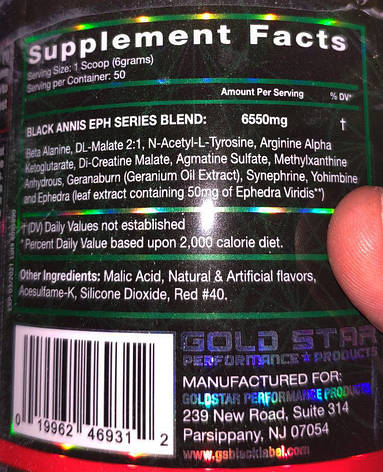 Supplement Facts
Serving Size: 1 Scoop (6grams)
Serving per Container: 50
Amount Per Serving % DV*
BLACK ANNIS EPH SERIES BLEND: 6550mg †
Beta Alanine, DL-Malate 2:1, N-Acetyl-L-Tyrosine, Arginine Alpha
Ketoglutarate, Di-Creatine Malate, Agmatine Sulfate, Methylxanthine
Anhydrous, Geranaburn (Geranium Oil Extract), Synephrine, Yohimbine
and Ephedra (leaf extract containing 50mg of Ephedra Viridis**)
†(DV) Daily Values not established
*Percent Daily Value based upon 2,000 calorie diet.
Other Ingredients: Malic Acid, Natural & Artificial flavors,
Acesulfame-K, Silicone Dioxide, Red #40.
GOLD STAR
PERFORMANCE★PRODUCTS
MANUFACTURED FOR:
GOLDSTAR PERFORMANCE PRODUCTS
239 New Road, Suite 314
Parsippany, NJ 07054
www.gsblacklabel.com
0 19962 46931 2